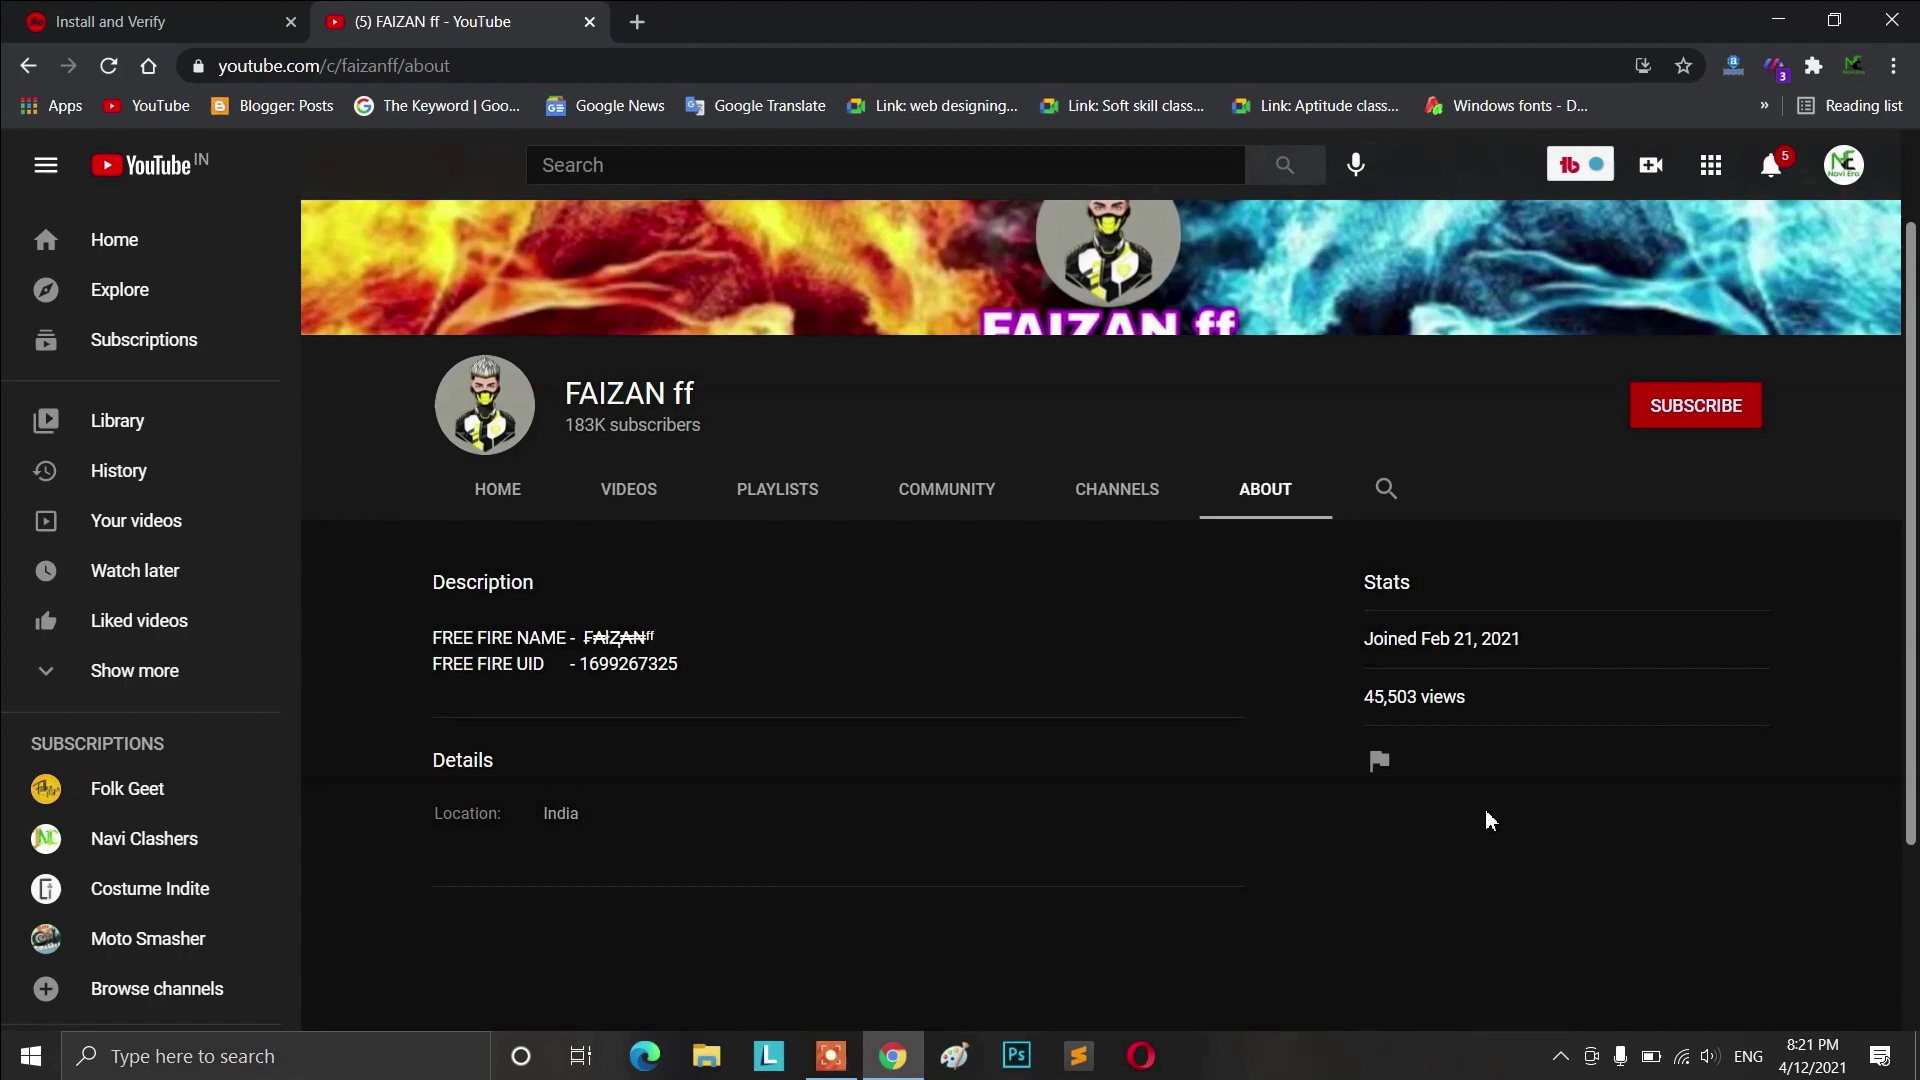 Install and Verify
(5) FAIZAN ff - YouTube
youtube.com/c/faizanff/about
3
Apps
YouTube
Blogger: Posts
The Keyword | Goo...
Google News
Google Translate
Link: web designing...
Link: Soft skill class...
Link: Aptitude class...
Windows fonts - D...
»
Reading list
YouTube IN
Search
5
Home
Explore
Subscriptions
Library
History
Your videos
Watch later
Liked videos
Show more
SUBSCRIPTIONS
Folk Geet
Navi Clashers
Costume Indite
Moto Smasher
Browse channels
FAIZAN ff
FAIZAN ff
183K subscribers
SUBSCRIBE
HOME
VIDEOS
PLAYLISTS
COMMUNITY
CHANNELS
ABOUT
Description
FREE FIRE NAME - FAIZANff
FREE FIRE UID - 1699267325
Details
Location: India
Stats
Joined Feb 21, 2021
45,503 views
Type here to search
L
Ps
ENG
8:21 PM
4/12/2021